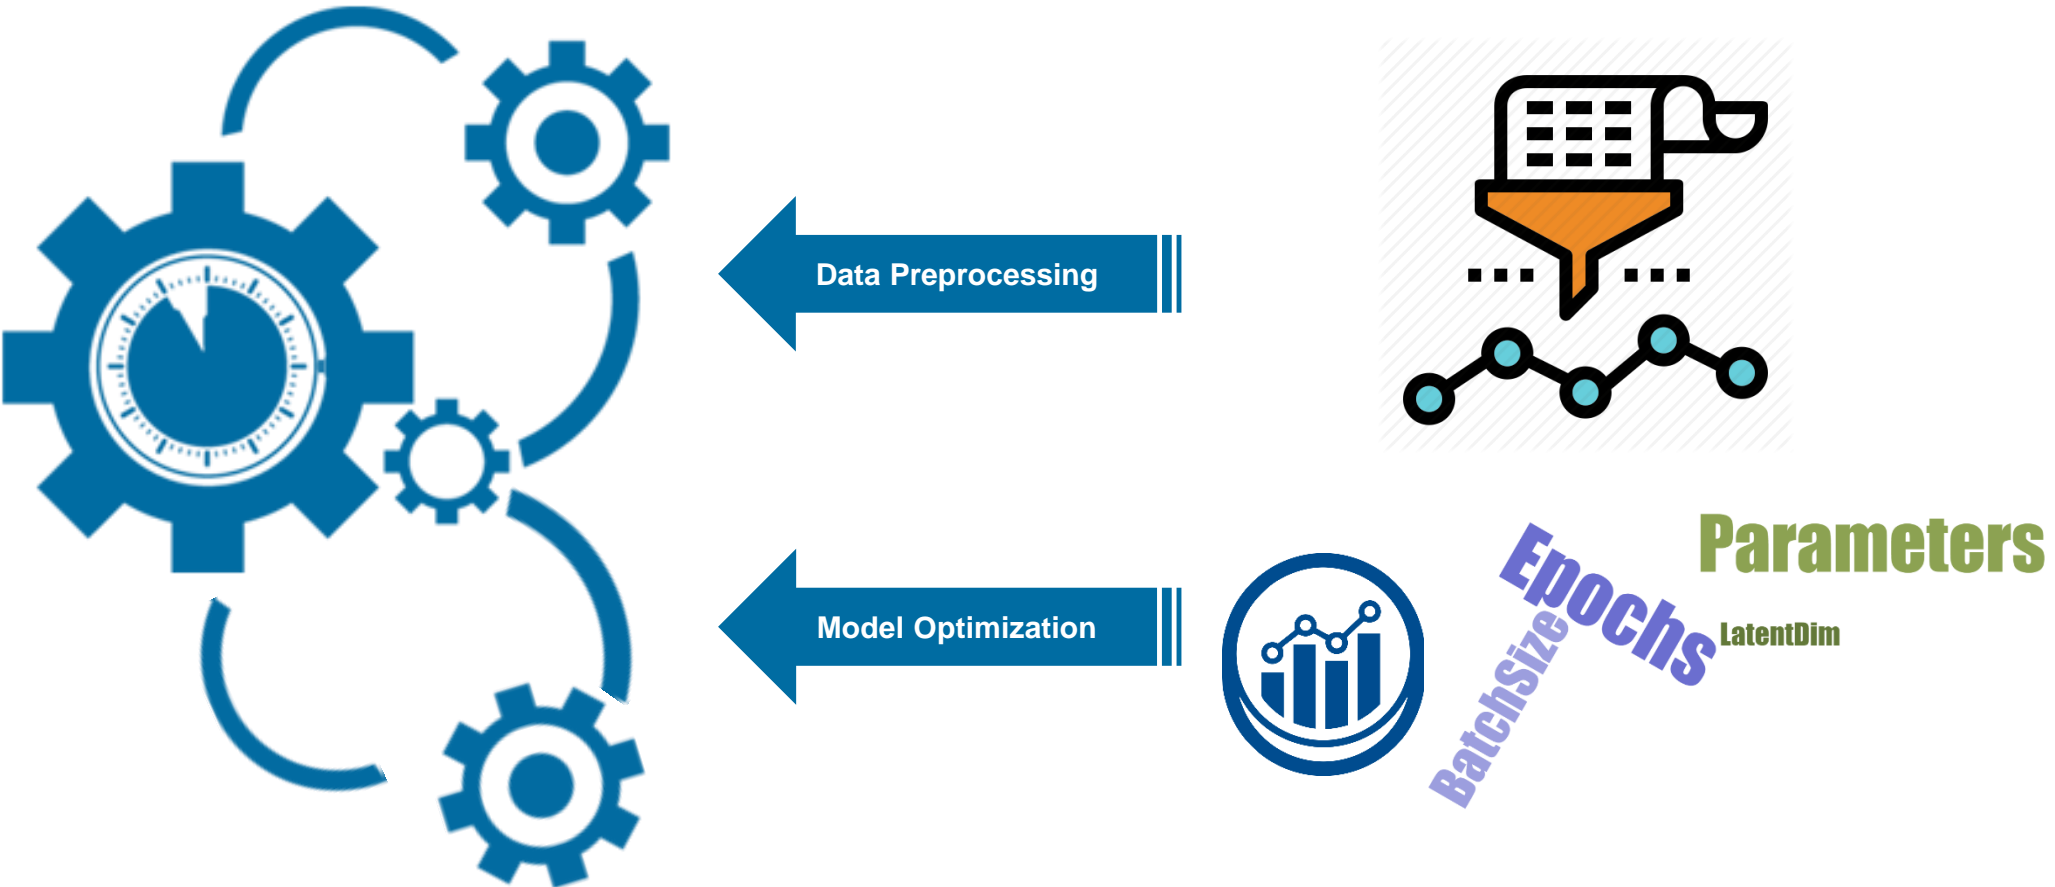 Data Preprocessing
Parameters
Epochs
LatentDim
BatchSize
Model Optimization